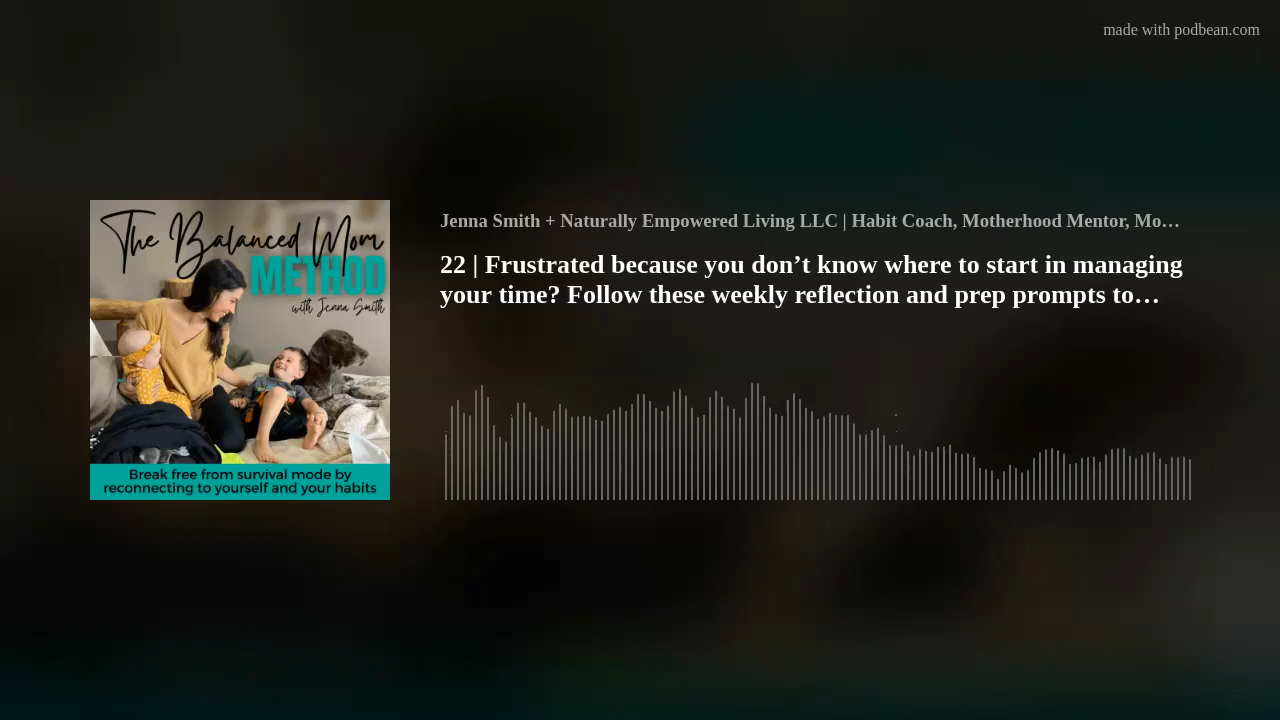 made with podbean.com
The Balanced Mom
METHOD
with Jenna Smith
Break free from survival mode by
reconnecting to yourself and your habits
Jenna Smith + Naturally Empowered Living LLC | Habit Coach, Motherhood Mentor, Mo…
22 | Frustrated because you don’t know where to start in managing
your time? Follow these weekly reflection and prep prompts to…